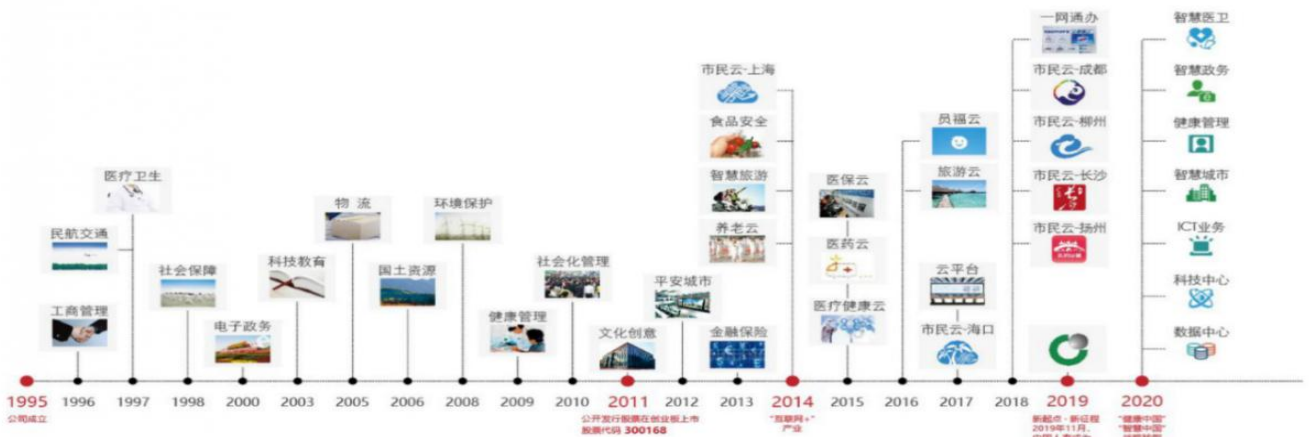 一网通办
智慧医卫
市民云-上海
市民云-成都
智慧政务
食品安全
员福云
市民云-柳州
健康管理
医疗卫生
智慧旅游
医保云
旅游云
市民云-长沙
智慧城市
物 流
环境保护
民航交通
养老云
医药云
市民云-扬州
ICT业务
社会保障
科技教育
国土资源
社会化管理
平安城市
云平台
科技中心
工商管理
电子政务
健康管理
文化创意
金融保险
医疗健康云
市民云-海口
数据中心
1995 1996 1997 1998 2000 2003 2005 2006 2008 2009 2010 2011 2012 2013 2014 2015 2016 2017 2018 2019 2020
公司成立
公开发行股票在创业板上市
股票代码 300168
"互联网+"
产业
新起点·新征程
2019年11月,
"健康中国"
"智慧中国"